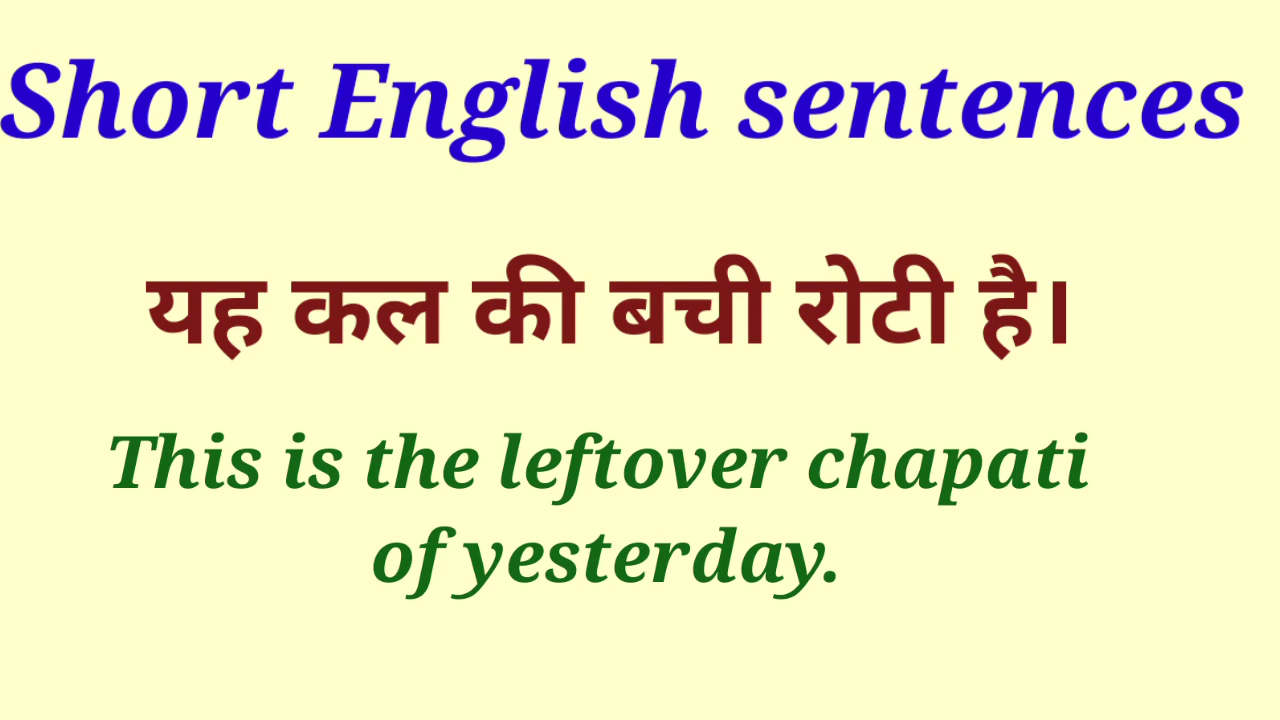 Short English sentences
यह कल की बची रोटी है।
This is the leftover chapati
of yesterday.